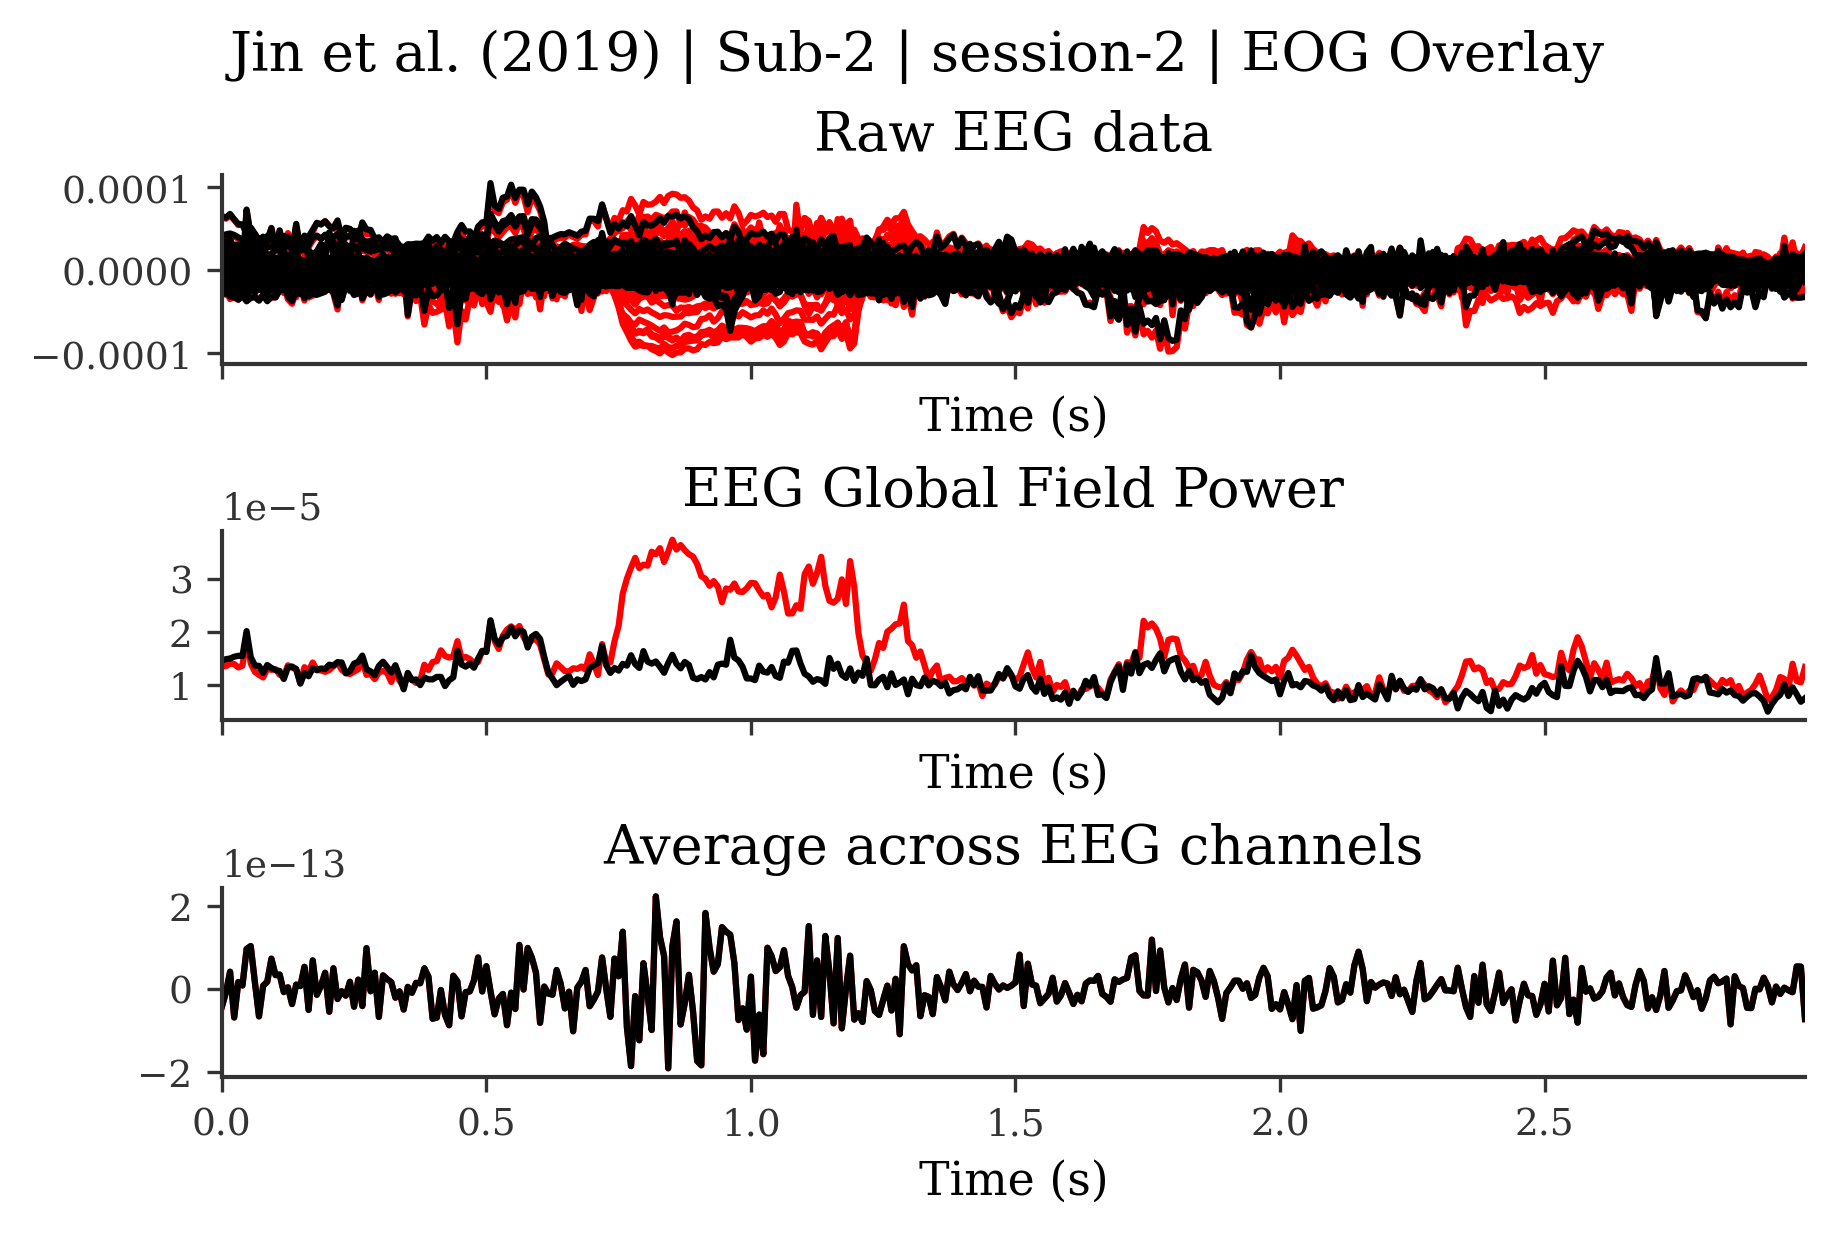 Jin et al. (2019) | Sub-2 | session-2 | EOG Overlay
Raw EEG data
0.0001
0.0000
−0.0001
Time (s)
EEG Global Field Power
1e−5
3
2
1
Time (s)
Average across EEG channels
1e−13
2
0
−2
0.0 0.5 1.0 1.5 2.0 2.5
Time (s)